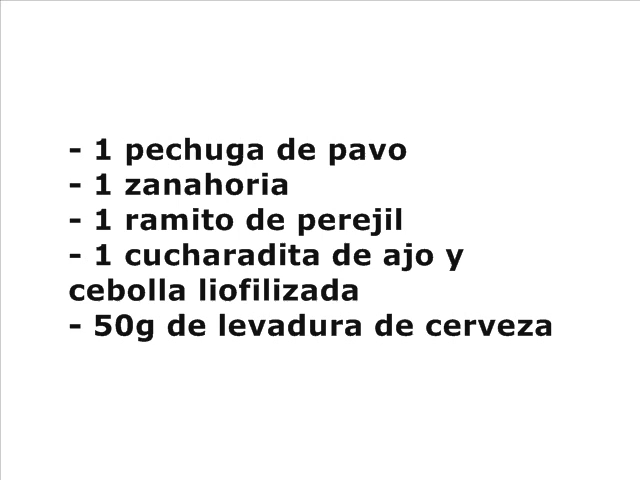 - 1 pechuga de pavo
- 1 zanahoria
- 1 ramito de perejil
- 1 cucharadita de ajo y
cebolla liofilizada
- 50g de levadura de cerveza